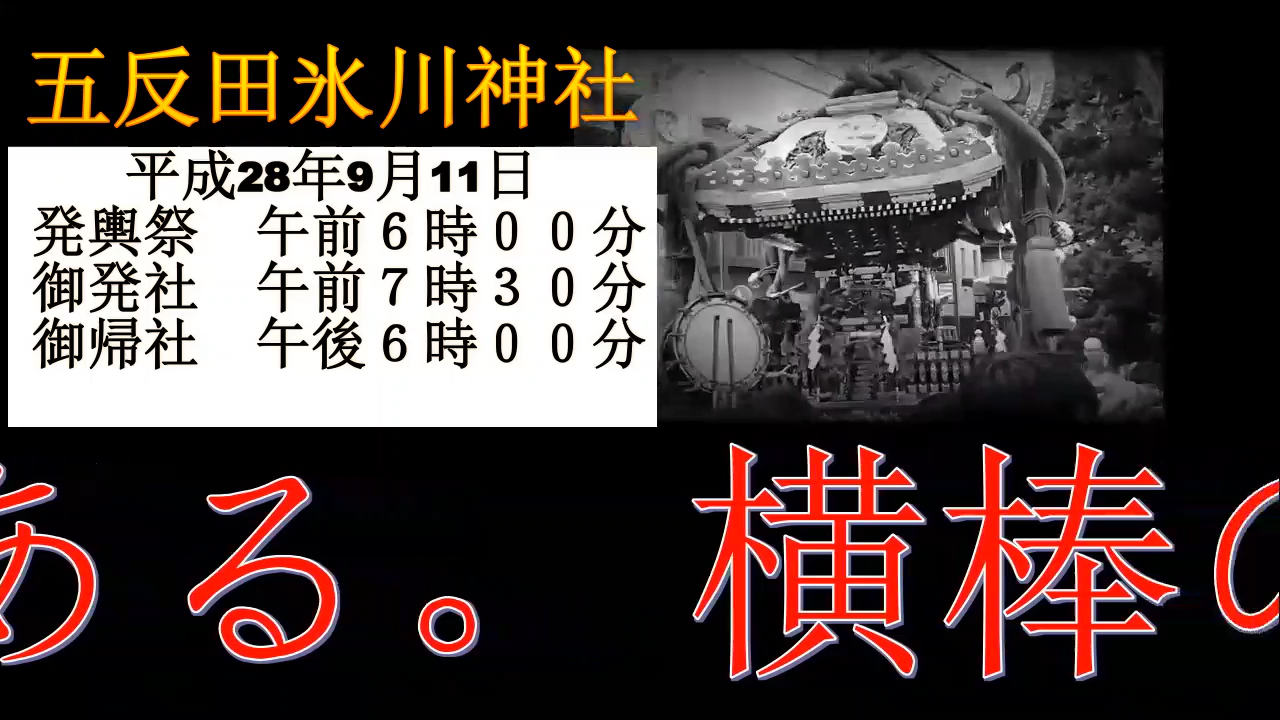 五反田氷川神社
平成28年9月11日
発輿祭　午前６時００分
御発社　午前７時３０分
御帰社　午後６時００分
ある。　横棒の